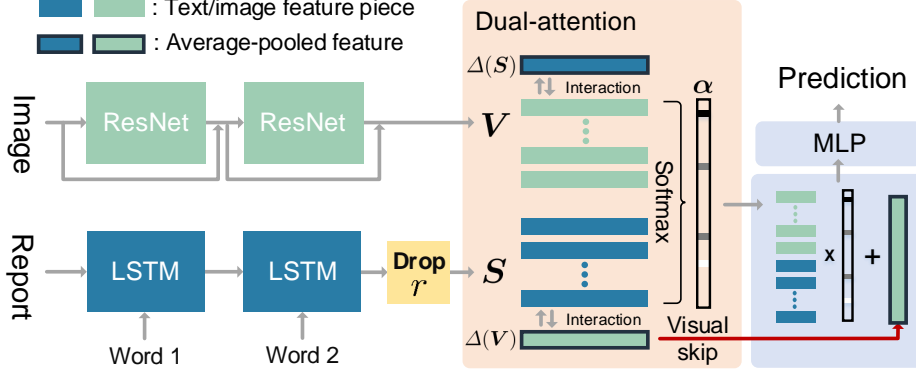 : Text/image feature piece
: Average-pooled feature
Dual-attention
Δ(S)
Interaction
α
Image
ResNet
ResNet
V
Softmax
Prediction
MLP
Report
LSTM
LSTM
Drop
r
S
x
+
Interaction
Δ(V)
Visual
skip
Word 1
Word 2